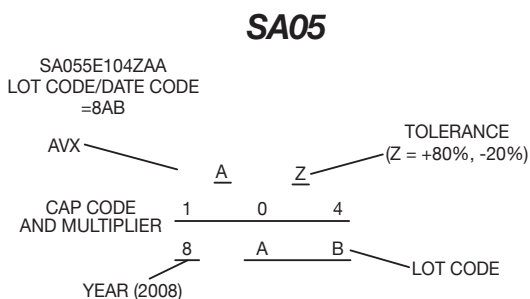 SA05
SA055E104ZAA
LOT CODE/DATE CODE
=8AB
AVX
TOLERANCE
(Z = +80%, -20%)
A Z
CAP CODE
AND MULTIPLIER
1 0 4
8 A B
LOT CODE
YEAR (2008)